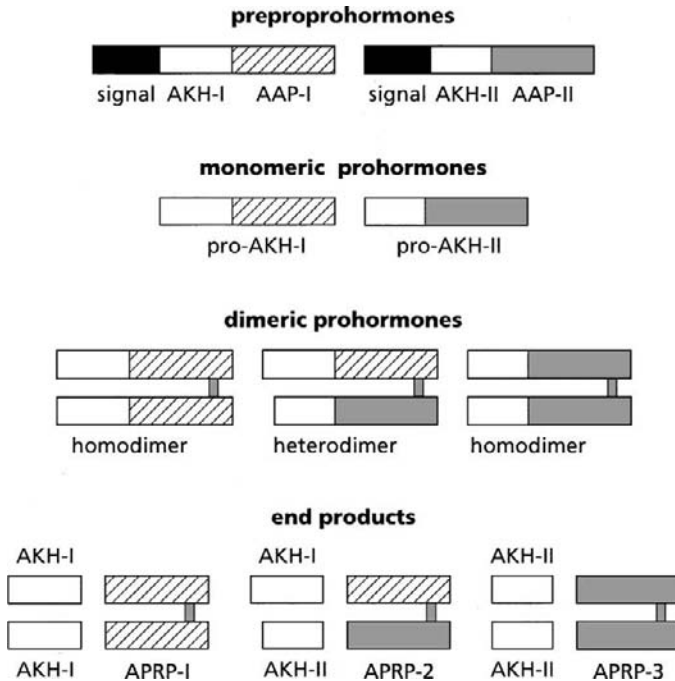 preproprohormones
signal AKH-I AAP-I signal AKH-II AAP-II
monomeric prohormones
pro-AKH-I pro-AKH-II
dimeric prohormones
homodimer heterodimer homodimer
end products
AKH-I AKH-I AKH-II
AKH-I APRP-I AKH-II APRP-2 AKH-II APRP-3